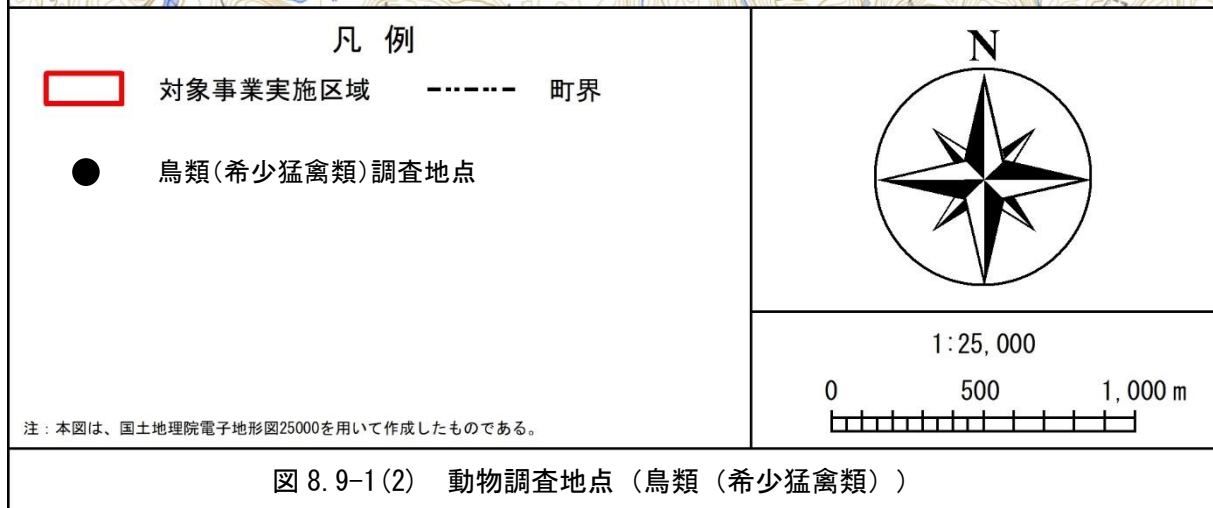 凡 例
対象事業実施区域 町界
鳥類(希少猛禽類)調査地点
注：本図は、国土地理院電子地形図25000を用いて作成したものである。
N
1:25,000
0 500 1,000 m
図 8.9-1(2) 動物調査地点（鳥類（希少猛禽類））